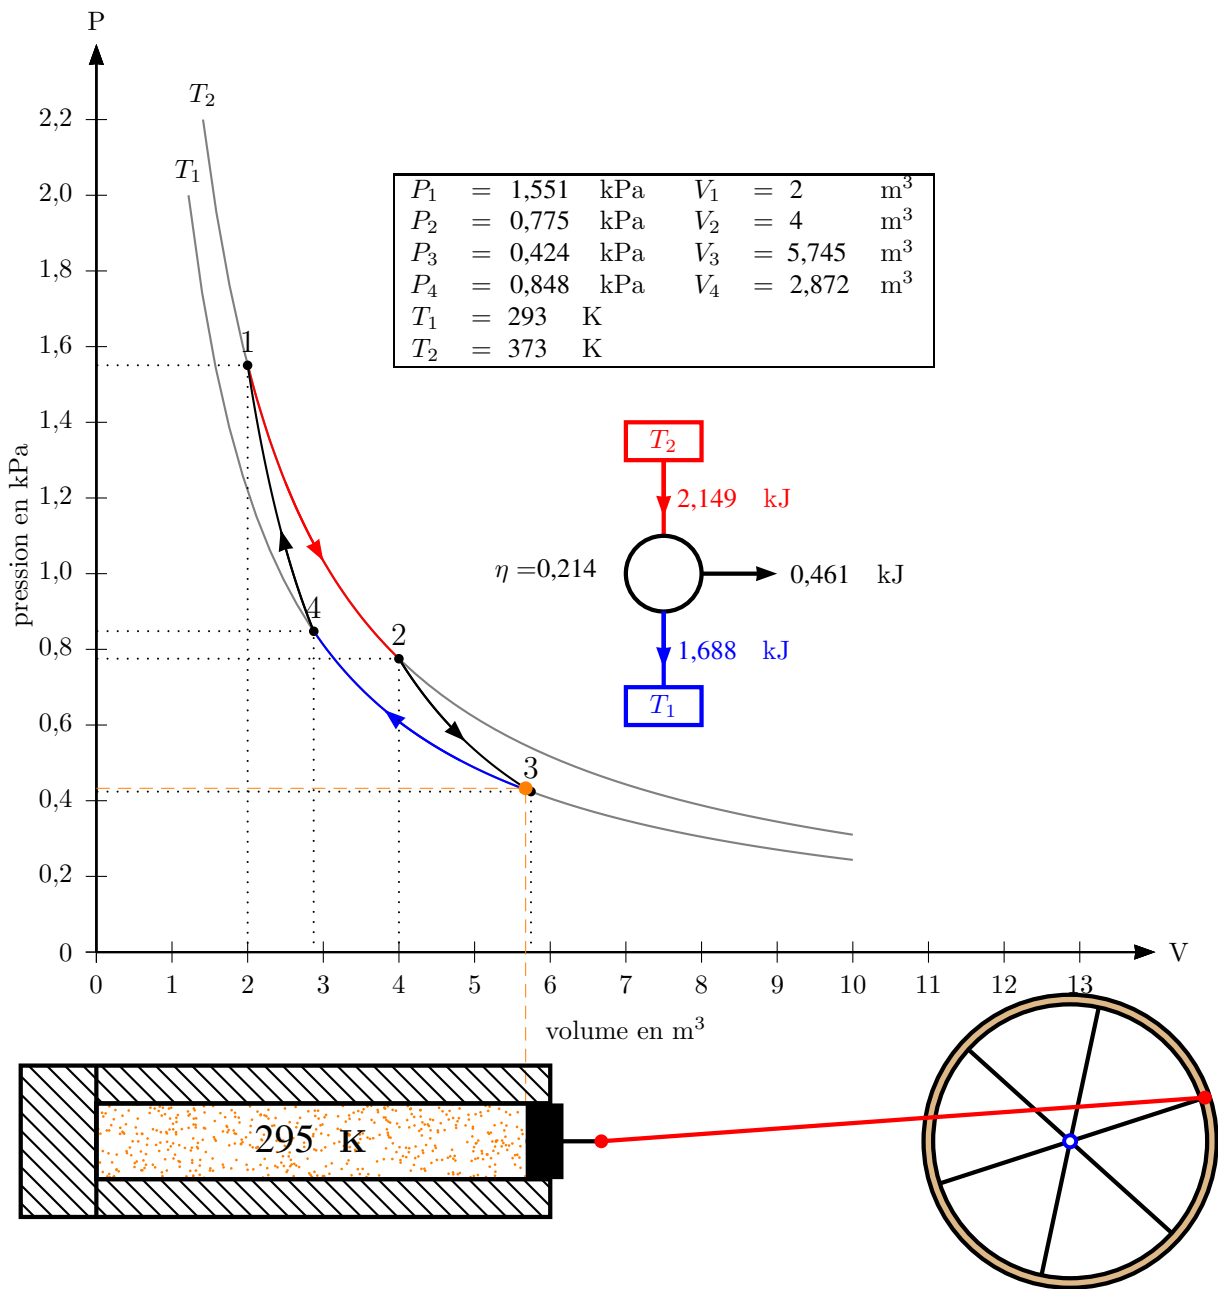 P
T₂
2,2
T₁
2,0
P₁ = 1,551 kPa V₁ = 2 m³
P₂ = 0,775 kPa V₂ = 4 m³
P₃ = 0,424 kPa V₃ = 5,745 m³
P₄ = 0,848 kPa V₄ = 2,872 m³
T₁ = 293 K
T₂ = 373 K
1,8
1,6
1
1,4
T₂
pression en kPa
1,2
2,149 kJ
1,0
η =0,214
0,461 kJ
4
0,8
2
1,688 kJ
T₁
0,6
3
0,4
0,2
0
V
0 1 2 3 4 5 6 7 8 9 10 11 12 13
volume en m³
295 K